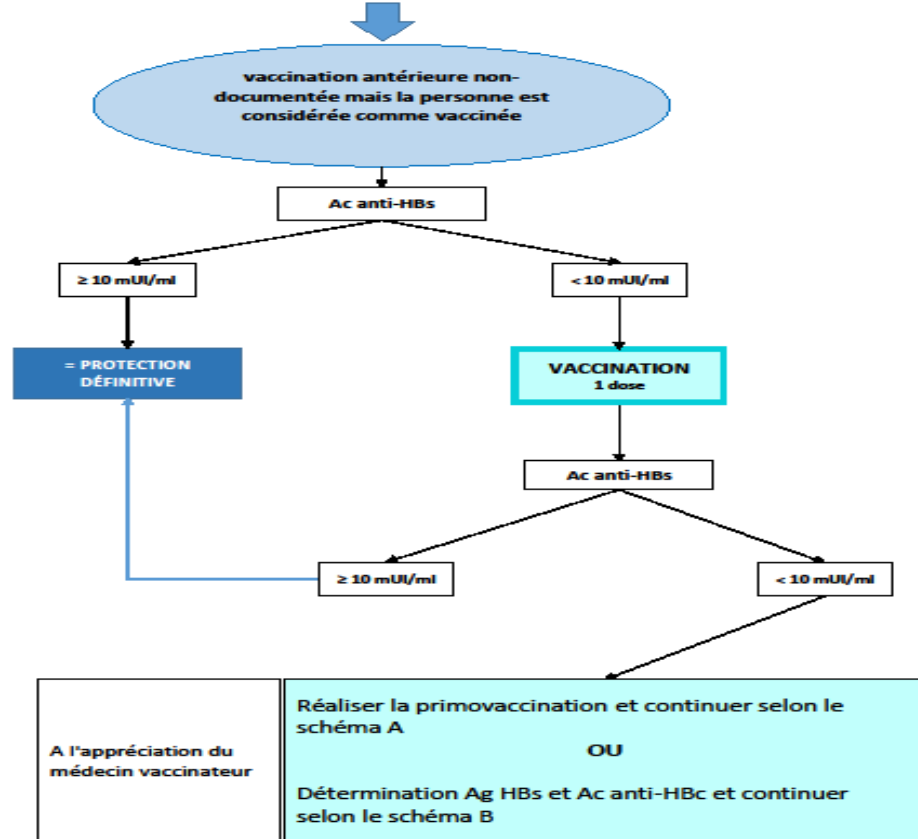 vaccination antérieure non-
documentée mais la personne est
considérée comme vaccinée
Ac anti-HBs
≥ 10 mUI/ml
< 10 mUI/ml
= PROTECTION
DÉFINITIVE
VACCINATION
1 dose
Ac anti-HBs
≥ 10 mUI/ml
< 10 mUI/ml
A l'appréciation du
médecin vaccinateur
Réaliser la primovaccination et continuer selon le
schéma A
OU
Détermination Ag HBs et Ac anti-HBc et continuer
selon le schéma B